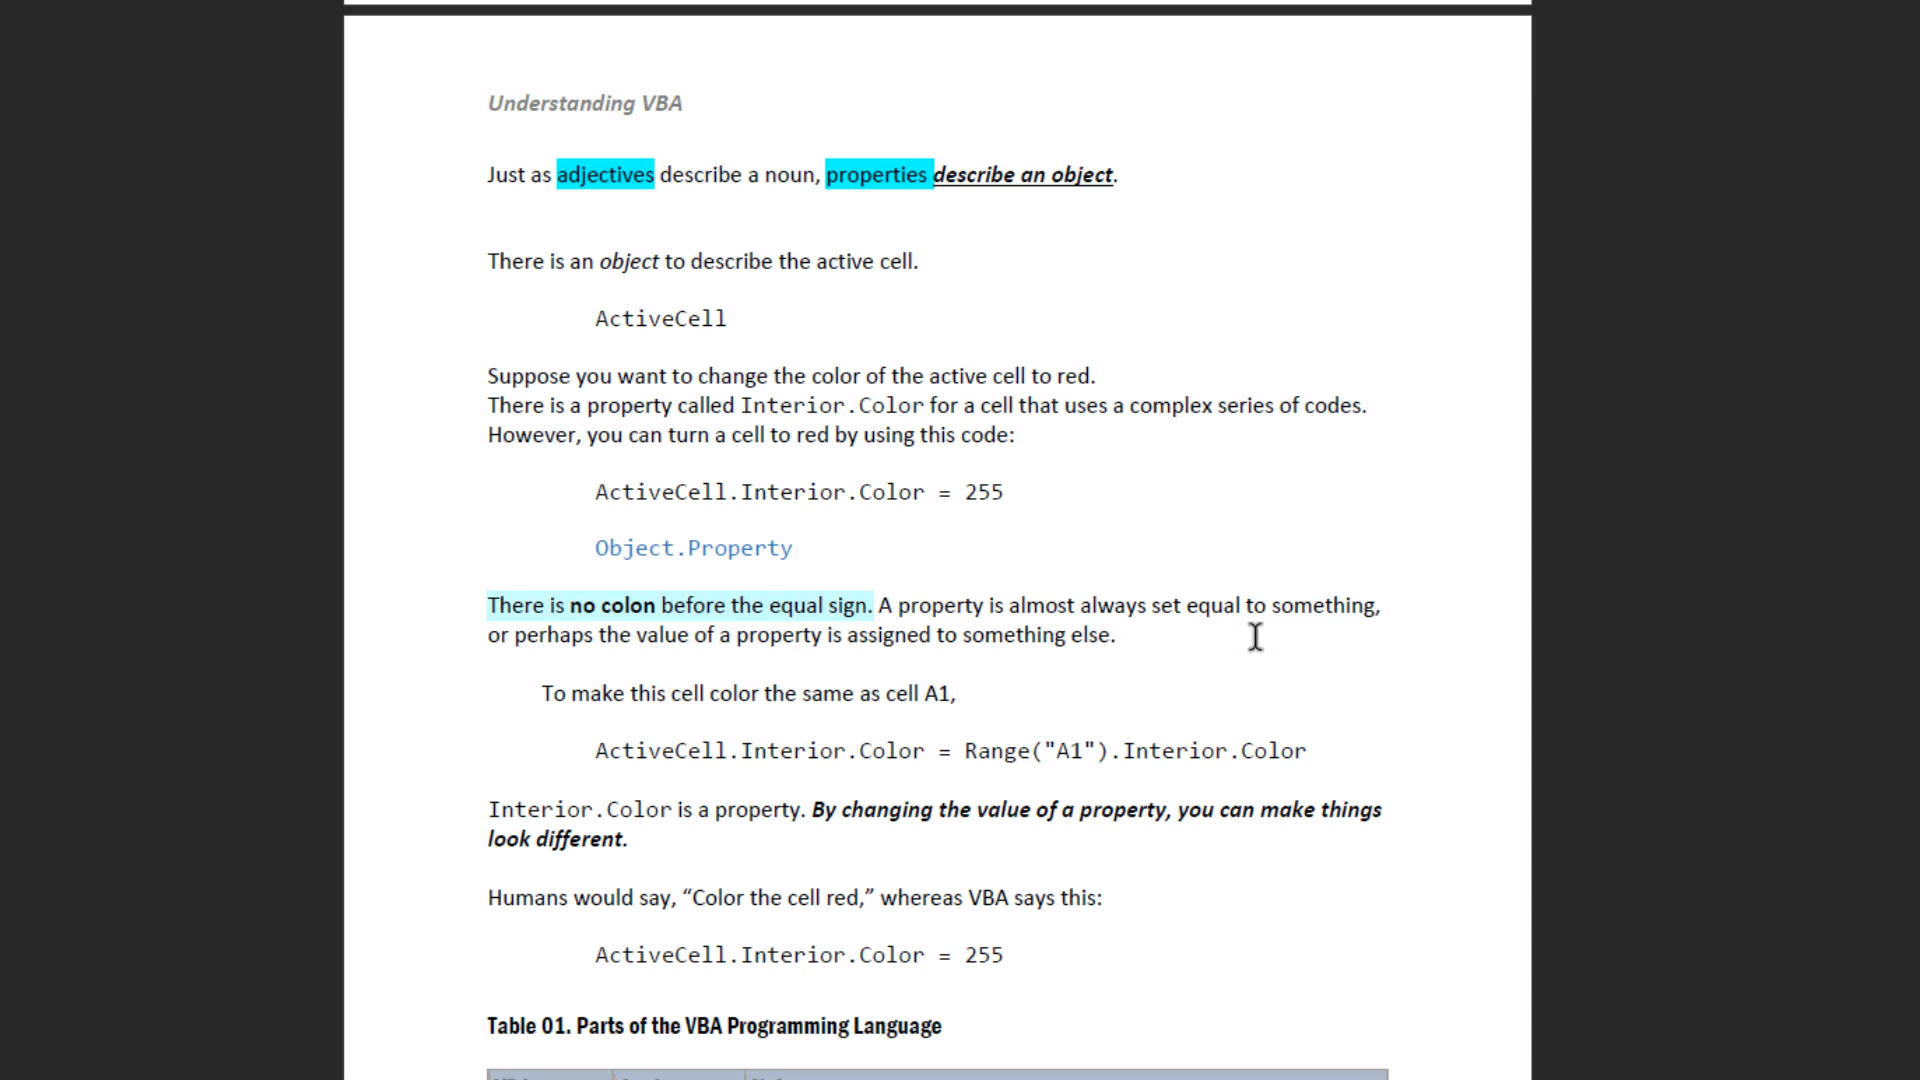 Understanding VBA
Just as adjectives describe a noun, properties describe an object.
There is an object to describe the active cell.
ActiveCell
Suppose you want to change the color of the active cell to red.
There is a property called Interior.Color for a cell that uses a complex series of codes.
However, you can turn a cell to red by using this code:
ActiveCell.Interior.Color = 255
Object.Property
There is no colon before the equal sign. A property is almost always set equal to something,
or perhaps the value of a property is assigned to something else.
To make this cell color the same as cell A1,
ActiveCell.Interior.Color = Range("A1").Interior.Color
Interior.Color is a property. By changing the value of a property, you can make things
look different.
Humans would say, “Color the cell red,” whereas VBA says this:
ActiveCell.Interior.Color = 255
Table 01. Parts of the VBA Programming Language